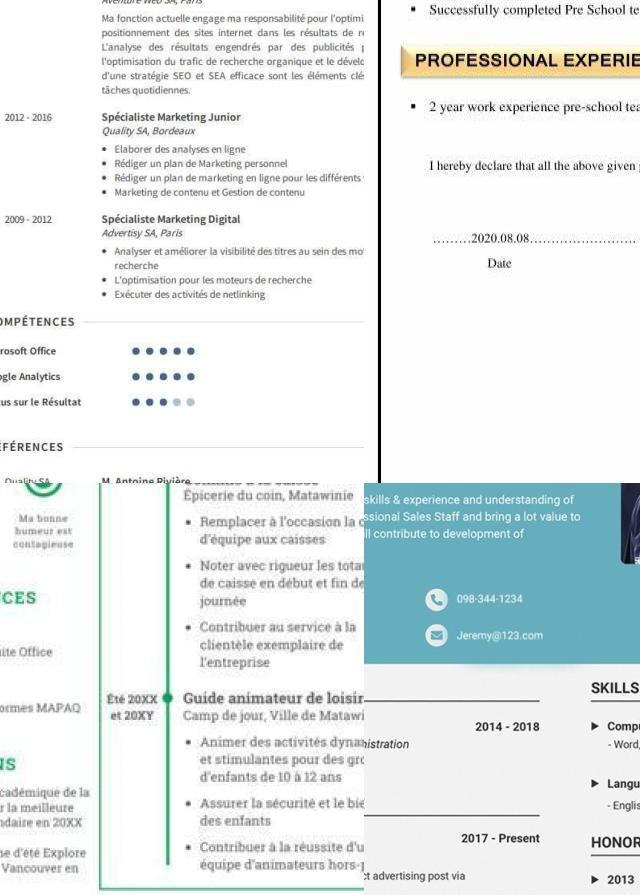 Aventure Web SA, Paris
Ma fonction actuelle engage ma responsabilité pour l'optimi
positionnement des sites internet dans les résultats de re
L'analyse des résultats engendrés par des publicités p
l'optimisation du trafic de recherche organique et le dévelo
d'une stratégie SEO et SEA efficace sont les éléments clé
tâches quotidiennes.
2012 - 2016
Spécialiste Marketing Junior
Quality SA, Bordeaux
• Elaborer des analyses en ligne
• Rédiger un plan de Marketing personnel
• Rédiger un plan de marketing en ligne pour les différents
• Marketing de contenu et Gestion de contenu
2009 - 2012
Spécialiste Marketing Digital
Advertisy SA, Paris
• Analyser et améliorer la visibilité des titres au sein des mo
recherche
• L'optimisation pour les moteurs de recherche
• Exécuter des activités de netlinking
OMPÉTENCES
rosoft Office
ogle Analytics
us sur le Résultat
ÉFÉRENCES
Quality SA
M. Antoine Rivière
▪ Successfully completed Pre School te
PROFESSIONAL EXPERIE
▪ 2 year work experience pre-school tea
I hereby declare that all the above given p
.........2020.08.08........................
Date
Ma bonne
humeur est
contagieuse
NCES
uite Office
ormes MAPAQ
NS
cadémique de la
r la meilleure
ndaire en 20XX
e d'été Explore
Vancouver en
Épicerie du coin, Matawinie
• Remplacer à l'occasion la c
d'équipe aux caisses
• Noter avec rigueur les tota
de caisse en début et fin de
journée
• Contribuer au service à la
clientèle exemplaire de
l'entreprise
Été 20XX
et 20XY
Guide animateur de loisir
Camp de jour, Ville de Matawi
• Animer des activités dyna
et stimulantes pour des gro
d'enfants de 10 à 12 ans
• Assurer la sécurité et le bie
des enfants
• Contribuer à la réussite d'u
équipe d'animateurs hors-p
skills & experience and understanding of
ssional Sales Staff and bring a lot value to
ll contribute to development of
098-344-1234
Jeremy@123.com
2014 - 2018
istration
2017 - Present
ct advertising post via
SKILLS
▶ Compu
- Word,
▶ Langu
- Englis
HONOR
▶ 2013